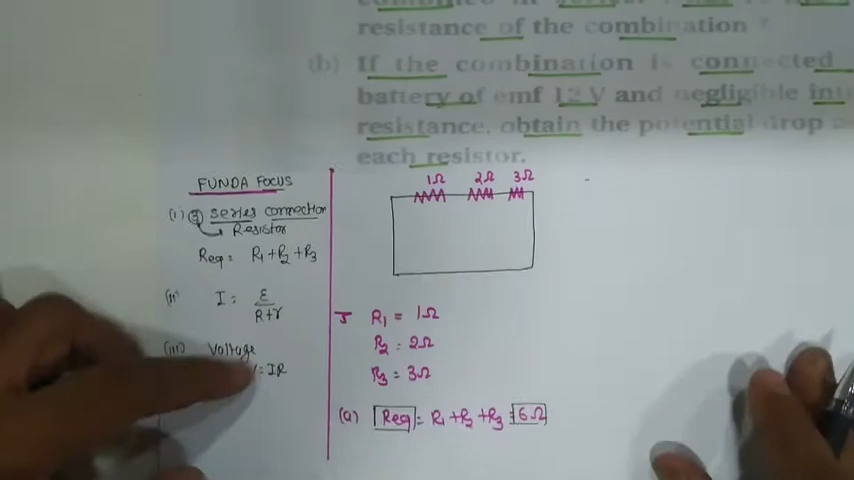 resistance of the combination ?
(b) If the combination is connected
battery of emf 12 V and negligible
resistance, obtain the potential drop
each resistor.
FUNDA FOCUS
(i) series connection
Resistor
Req = R1+R2+R3
(ii) I = ε
R+r
(iii) Voltage
= IR
1Ω 2Ω 3Ω
R1 = 1Ω
R2 = 2Ω
R3 = 3Ω
(a) Req = R1+R2+R3 = 6Ω